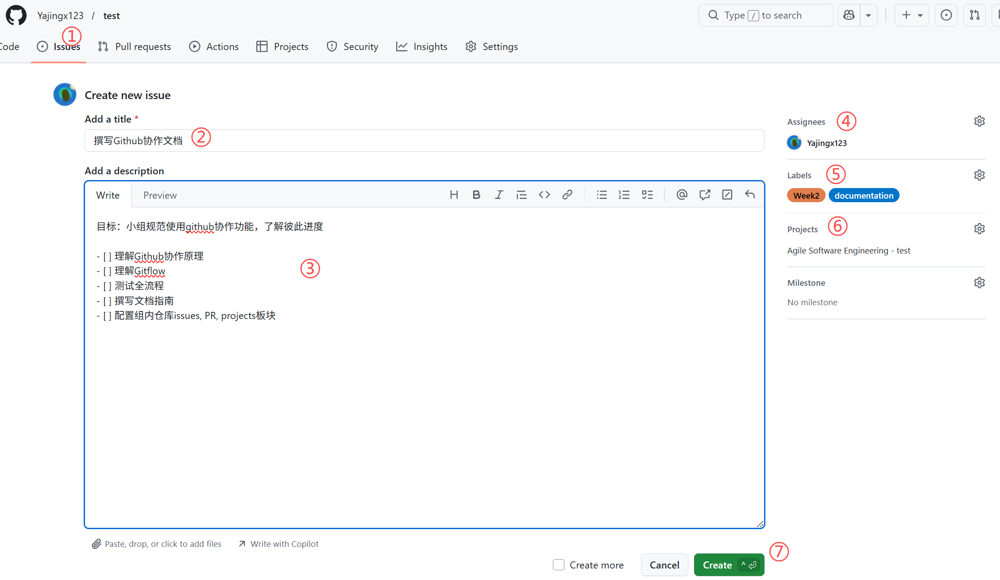 Yajingx123 / test
Type / to search
Code Issues Pull requests Actions Projects Security Insights Settings
①
Create new issue
Add a title *
撰写Github协作文档 ②
Add a description
Write Preview
目标：小组规范使用github协作功能，了解彼此进度
- [ ] 理解Github协作原理
- [ ] 理解Gitflow
- [ ] 测试全流程
- [ ] 撰写文档指南
- [ ] 配置组内仓库issues, PR, projects板块
③
Paste, drop, or click to add files Write with Copilot
Create more Cancel Create ^ ⏎ ⑦
Assignees ④
Yajingx123
Labels ⑤
Week2 documentation
Projects ⑥
Agile Software Engineering - test
Milestone
No milestone